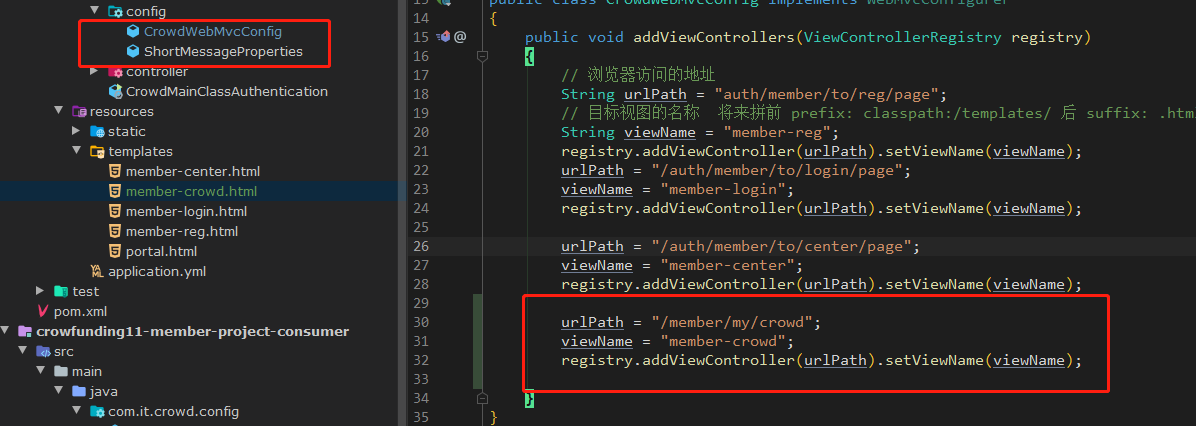 config
CrowdWebMvcConfig
ShortMessageProperties
controller
CrowdMainClassAuthentication
resources
static
templates
member-center.html
member-crowd.html
member-login.html
member-reg.html
portal.html
application.yml
test
pom.xml
crowfunding11-member-project-consumer
src
main
java
com.it.crowd.config
public class CrowdWebMvcConfig implements WebMvcConfigurer
14 {
15 public void addViewControllers(ViewControllerRegistry registry)
16 {
17 // 浏览器访问的地址
18 String urlPath = "auth/member/to/reg/page";
19 // 目标视图的名称 将来拼前 prefix: classpath:/templates/ 后 suffix: .htm
20 String viewName = "member-reg";
21 registry.addViewController(urlPath).setViewName(viewName);
22 urlPath = "/auth/member/to/login/page";
23 viewName = "member-login";
24 registry.addViewController(urlPath).setViewName(viewName);
25
26 urlPath = "/auth/member/to/center/page";
27 viewName = "member-center";
28 registry.addViewController(urlPath).setViewName(viewName);
29
30 urlPath = "/member/my/crowd";
31 viewName = "member-crowd";
32 registry.addViewController(urlPath).setViewName(viewName);
33
34 }
35 }